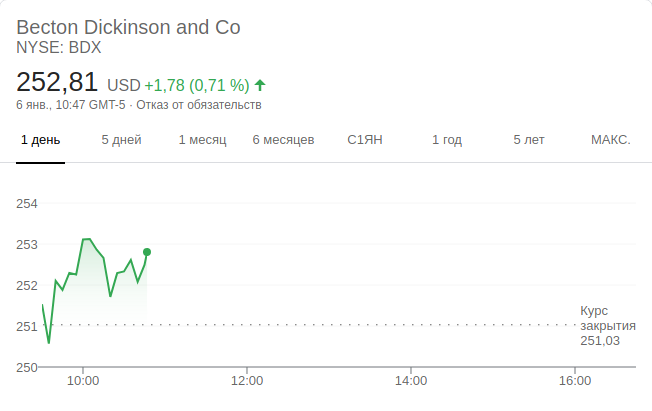 Becton Dickinson and Co
NYSE: BDX
252,81 USD +1,78 (0,71 %)
6 янв., 10:47 GMT-5 · Отказ от обязательств
1 день 5 дней 1 месяц 6 месяцев С1ЯН 1 год 5 лет МАКС.
254
253
252
251
250
Курс
закрытия
251,03
10:00 12:00 14:00 16:00